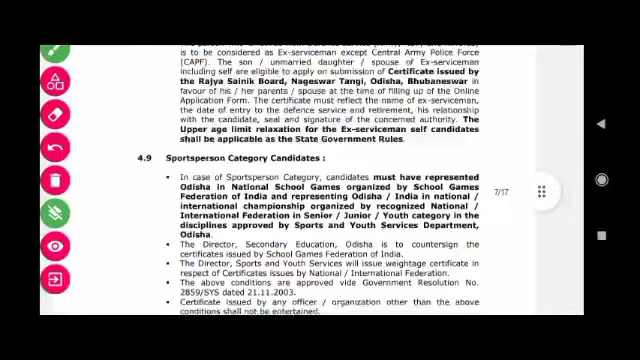 is to be considered as Ex-serviceman except Central Army Police Force
(CAPF). The son / unmarried daughter / spouse of Ex-serviceman
including self are eligible to apply on submission of Certificate issued by
the Rajya Sainik Board, Nageswar Tangi, Odisha, Bhubaneswar in
favour of his / her parents / spouse at the time of filling up of the Online
Application Form. The certificate must reflect the name of ex-serviceman,
the date of entry to the defence service and retirement, his relationship
with the candidate, seal and signature of the concerned authority. The
Upper age limit relaxation for the Ex-serviceman self candidates
shall be applicable as the State Government Rules.
4.9 Sportsperson Category Candidates :
• In case of Sportsperson Category, candidates must have represented
Odisha in National School Games organized by School Games
Federation of India and representing Odisha / India in national /
international championship organized by recognized National /
International Federation in Senior / Junior / Youth category in the
disciplines approved by Sports and Youth Services Department,
Odisha.
• The Director, Secondary Education, Odisha is to countersign the
certificates issued by School Games Federation of India.
• The Director, Sports and Youth Services will issue weightage certificate in
respect of Certificates issues by National / International Federation.
• The above conditions are approved vide Government Resolution No.
2859/SYS dated 21.11.2003.
• Certificate issued by any officer / organization other than the above
conditions shall not be entertained.
7/17